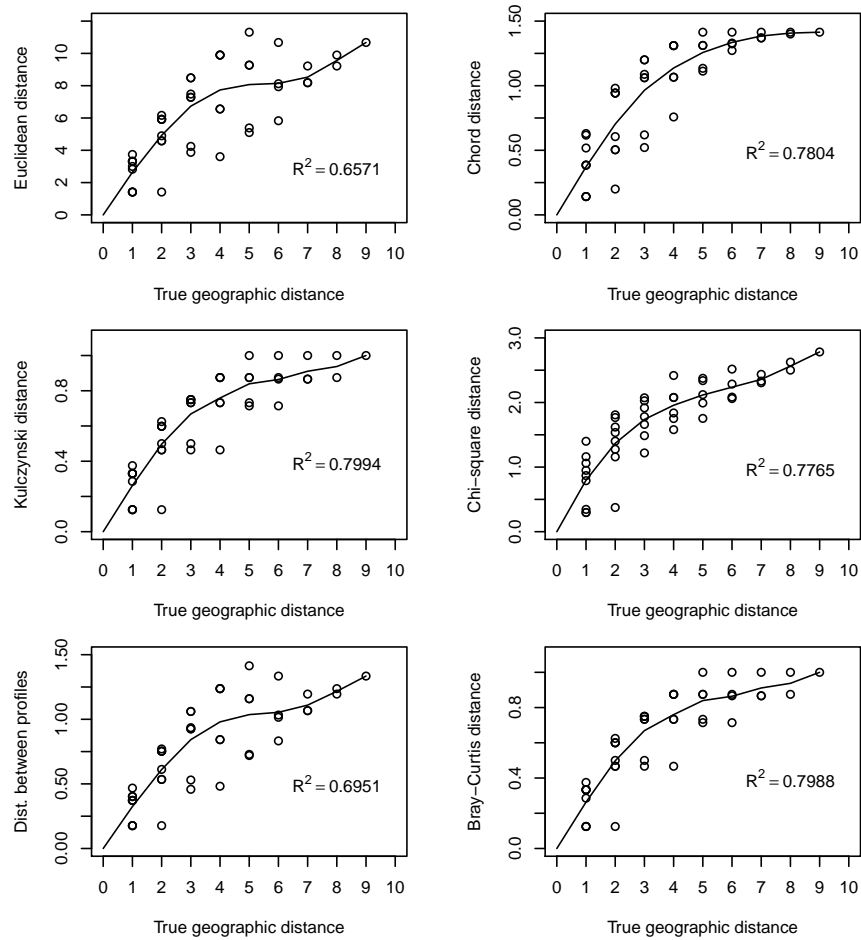 Euclidean distance
10
8
6
4
2
0
R² = 0.6571
0 1 2 3 4 5 6 7 8 9 10
True geographic distance
Chord distance
1.50
1.00
0.50
0.00
R² = 0.7804
0 1 2 3 4 5 6 7 8 9 10
True geographic distance
Kulczynski distance
0.8
0.4
0.0
R² = 0.7994
0 1 2 3 4 5 6 7 8 9 10
True geographic distance
Chi−square distance
3.0
2.0
1.0
0.0
R² = 0.7765
0 1 2 3 4 5 6 7 8 9 10
True geographic distance
Dist. between profiles
1.50
1.00
0.50
0.00
R² = 0.6951
0 1 2 3 4 5 6 7 8 9 10
True geographic distance
Bray−Curtis distance
0.8
0.4
0.0
R² = 0.7988
0 1 2 3 4 5 6 7 8 9 10
True geographic distance